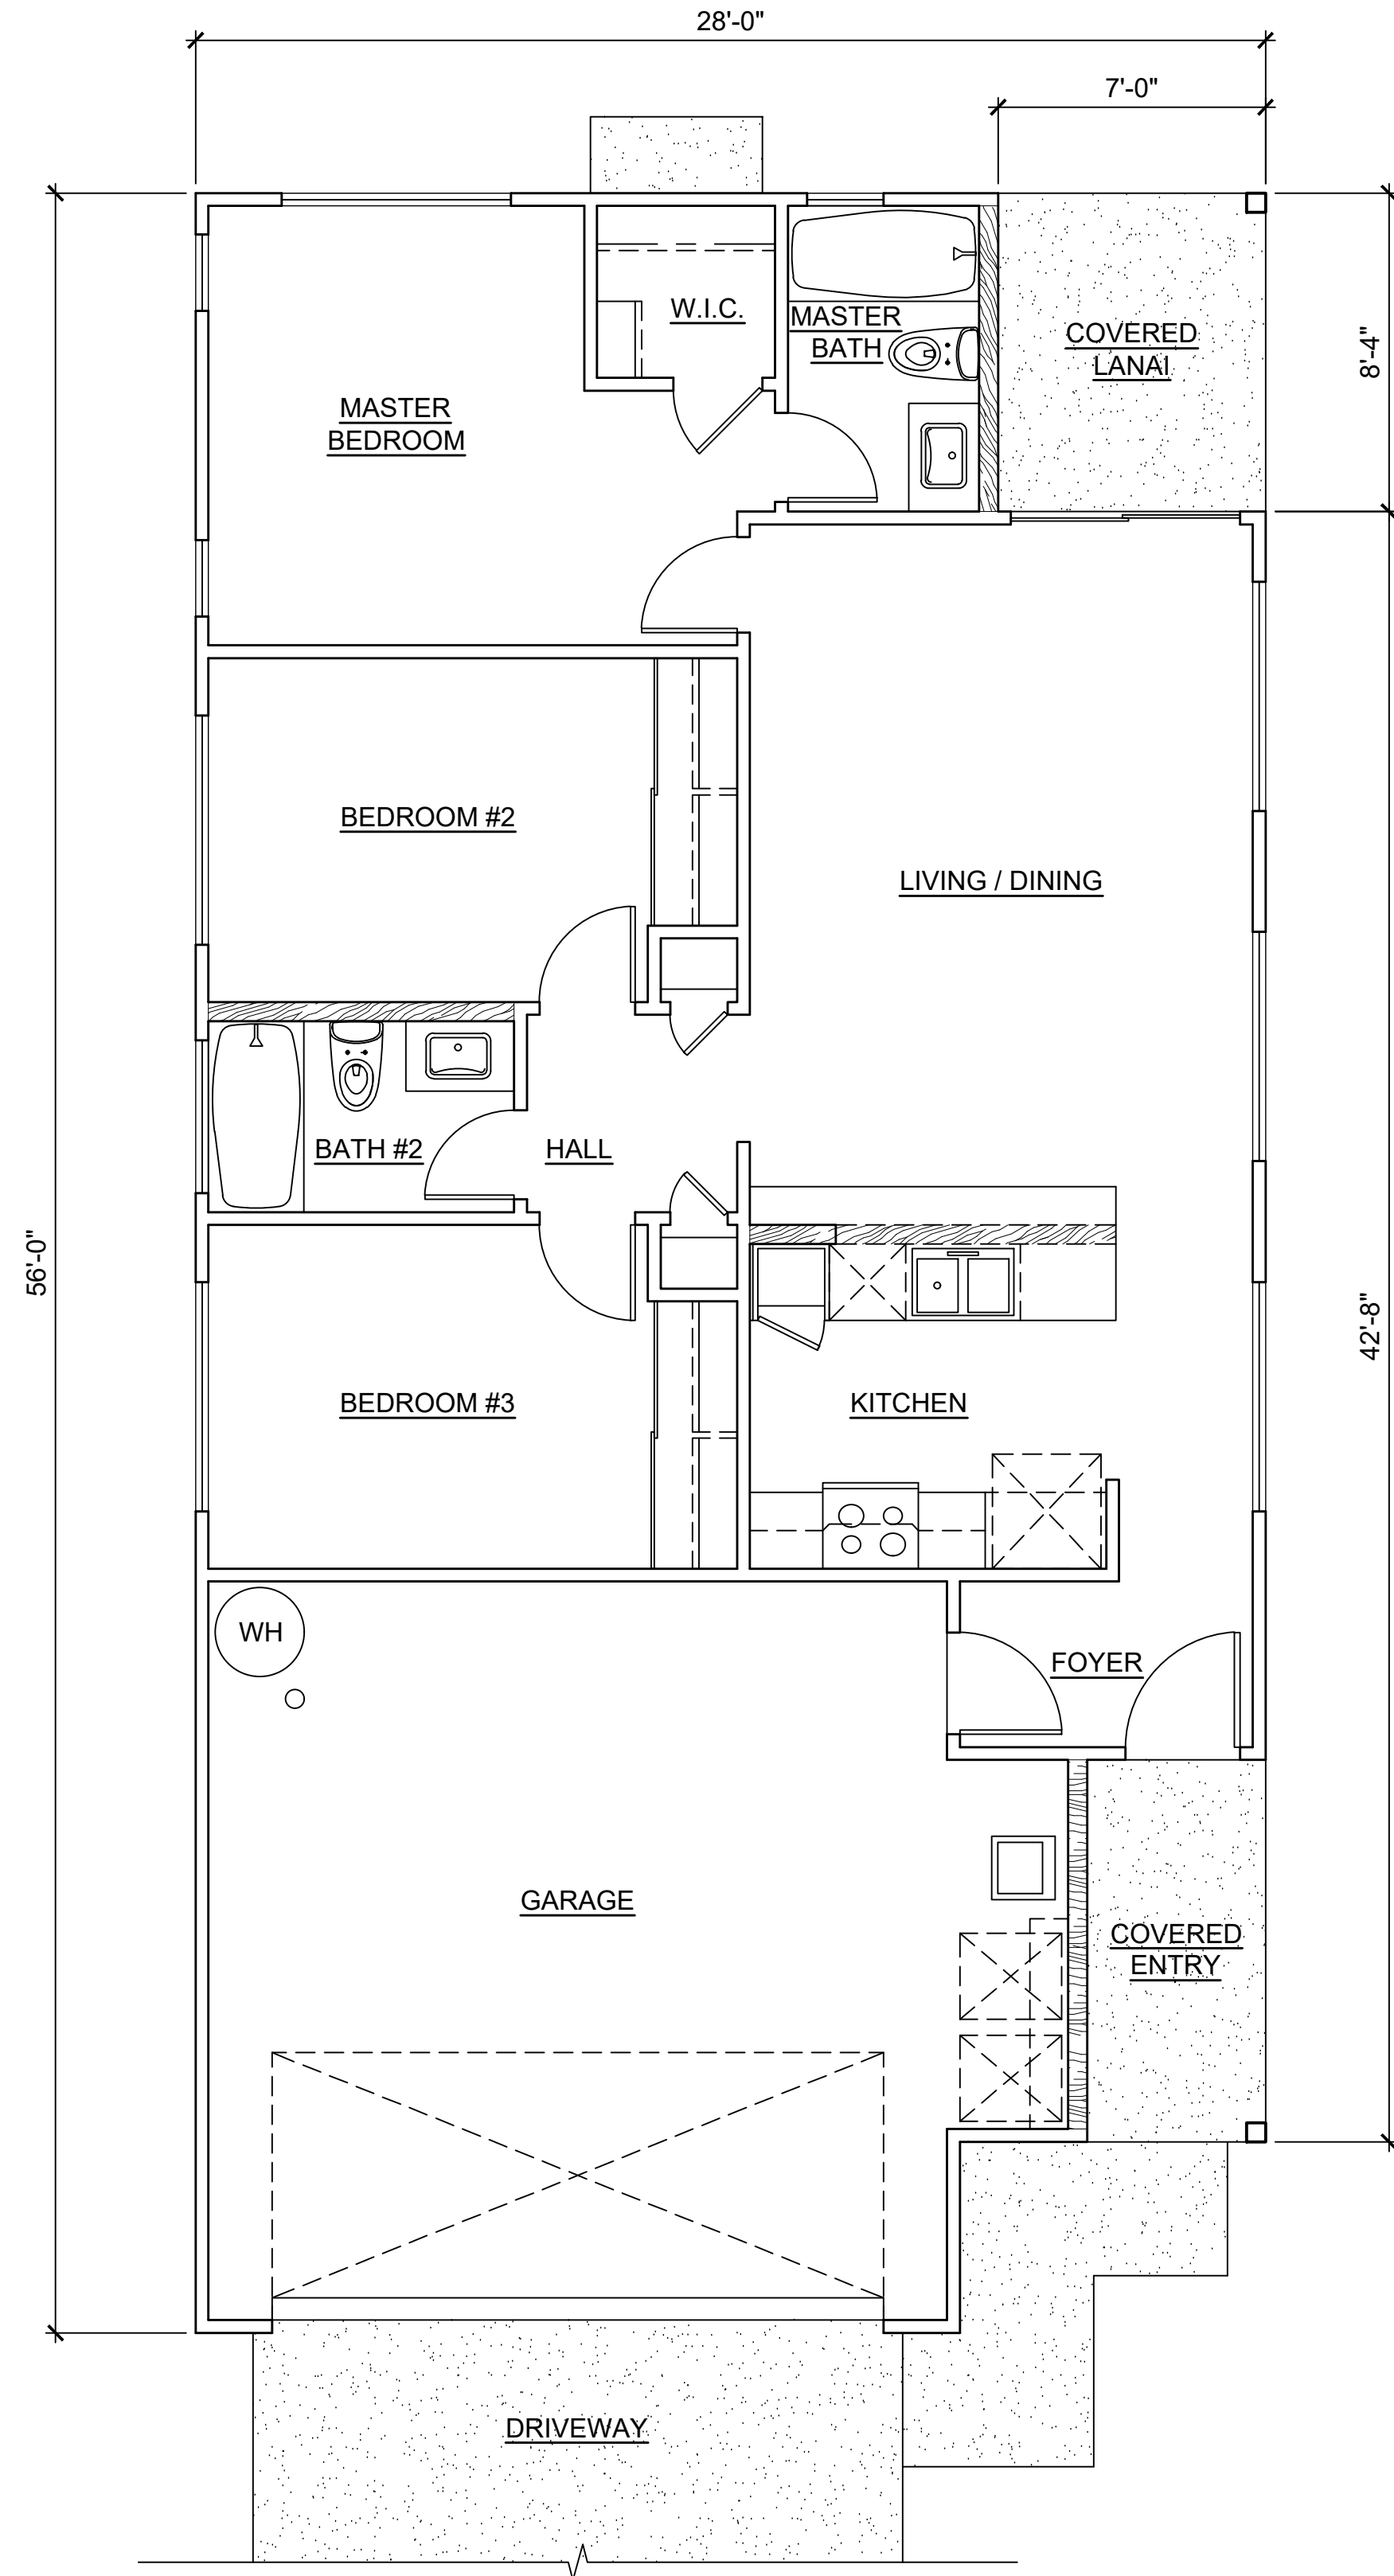 28'-0"
7'-0"
W.I.C.
MASTER
BATH
COVERED
LANAI
8'-4"
MASTER
BEDROOM
BEDROOM #2
LIVING / DINING
BATH #2
HALL
56'-0"
42'-8"
BEDROOM #3
KITCHEN
WH
FOYER
GARAGE
COVERED
ENTRY
DRIVEWAY